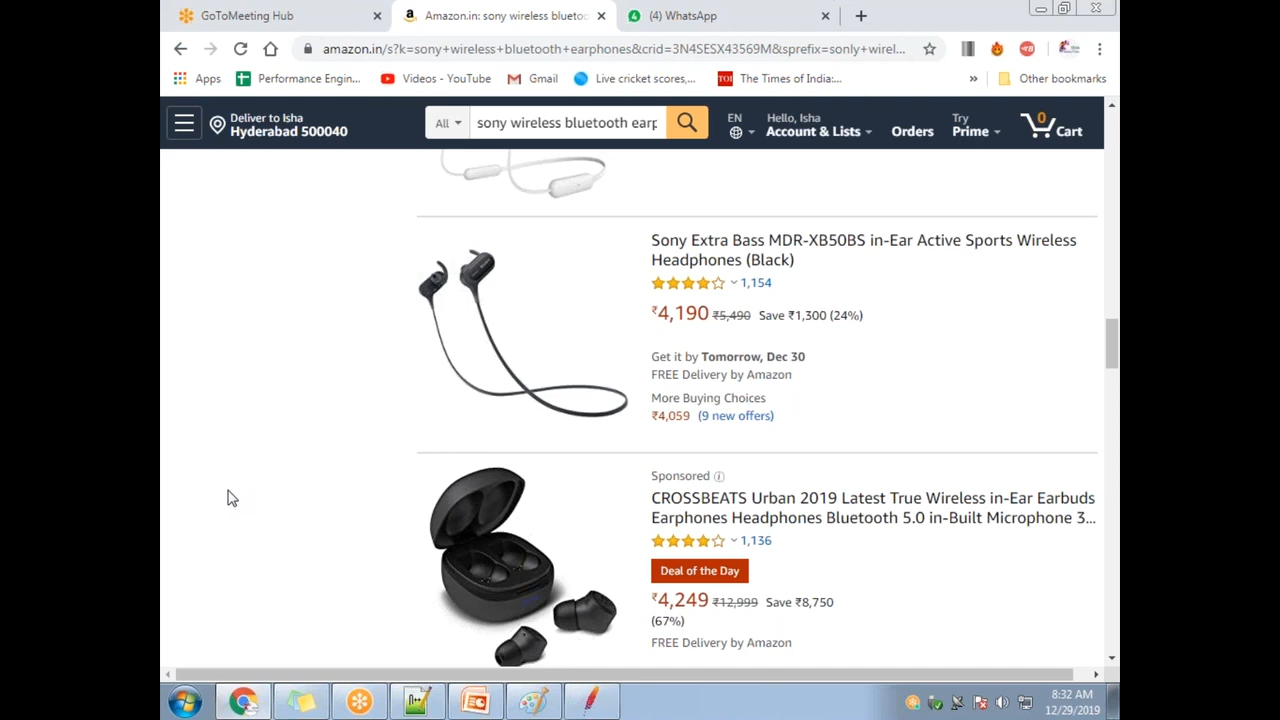 GoToMeeting Hub
Amazon.in: sony wireless bluetoo
(4) WhatsApp
amazon.in/s?k=sony+wireless+bluetooth+earphones&crid=3N4SESX43569M&sprefix=sonly+wirel...
Apps
Performance Engin...
Videos - YouTube
Gmail
Live cricket scores,...
TOI
The Times of India:...
»
Other bookmarks
Deliver to Isha
Hyderabad 500040
All
sony wireless bluetooth earp
EN
Hello, Isha
Account & Lists
Orders
Try
Prime
0
Cart
Sony Extra Bass MDR-XB50BS in-Ear Active Sports Wireless
Headphones (Black)
1,154
₹4,190 ₹5,490 Save ₹1,300 (24%)
Get it by Tomorrow, Dec 30
FREE Delivery by Amazon
More Buying Choices
₹4,059 (9 new offers)
Sponsored
CROSSBEATS Urban 2019 Latest True Wireless in-Ear Earbuds
Earphones Headphones Bluetooth 5.0 in-Built Microphone 3...
1,136
Deal of the Day
₹4,249 ₹12,999 Save ₹8,750
(67%)
FREE Delivery by Amazon
8:32 AM
12/29/2019